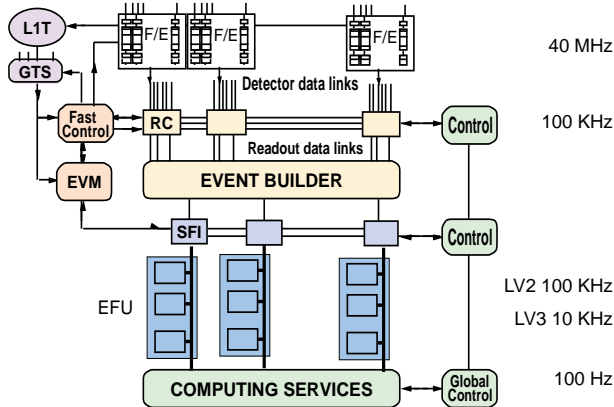 L1T
F/E
F/E
F/E
40 MHz
GTS
Detector data links
Fast
Control
RC
Control
100 KHz
Readout data links
EVM
EVENT BUILDER
SFI
Control
EFU
LV2 100 KHz
LV3 10 KHz
COMPUTING SERVICES
Global
Control
100 Hz